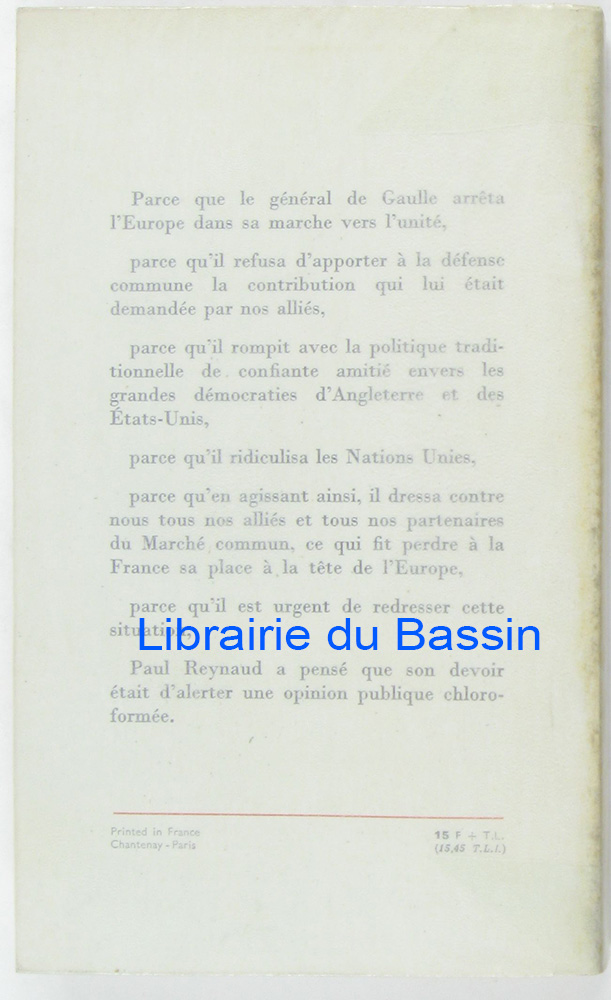 Parce que le général de Gaulle arrêta
l'Europe dans sa marche vers l'unité,
parce qu'il refusa d'apporter à la défense
commune la contribution qui lui était
demandée par nos alliés,
parce qu'il rompit avec la politique tradi-
tionnelle de confiante amitié envers les
grandes démocraties d'Angleterre et des
États-Unis,
parce qu'il ridiculisa les Nations Unies,
parce qu'en agissant ainsi, il dressa contre
nous tous nos alliés et tous nos partenaires
du Marché commun, ce qui fit perdre à la
France sa place à la tête de l'Europe,
parce qu'il est urgent de redresser cette
situation,
Librairie du Bassin
Paul Reynaud a pensé que son devoir
était d'alerter une opinion publique chloro-
formée.
Printed in France
Chantenay - Paris
15 F + T.L.
(15,45 T.L.I.)